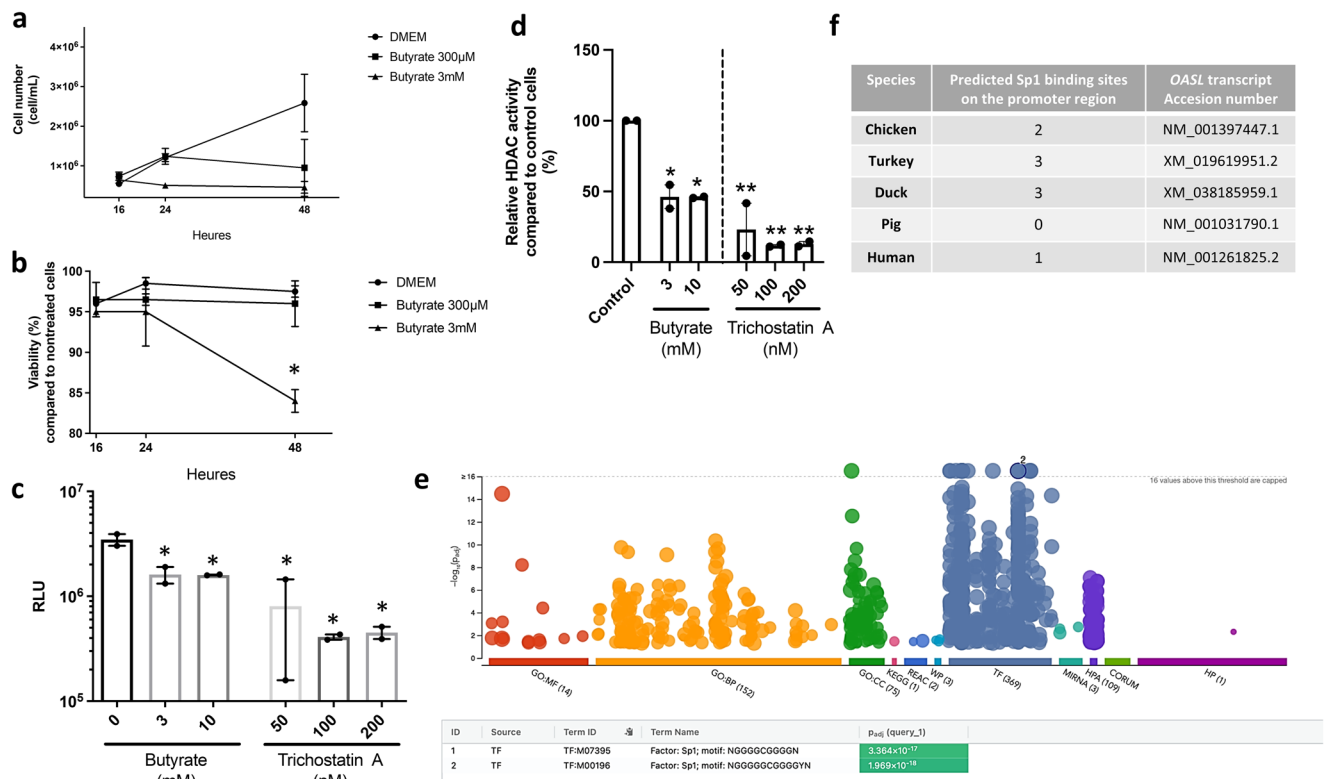 a
4×10⁶
3×10⁶
2×10⁶
1×10⁶
Cell number
(cell/mL)
16
24
48
Heures
DMEM
Butyrate 300µM
Butyrate 3mM
b
100
95
90
85
80
Viability (%)
compared to nontreated cells
*
16
24
48
Heures
DMEM
Butyrate 300µM
Butyrate 3mM
c
10⁷
10⁶
10⁵
RLU
*
*
*
*
*
0
3
10
50
100
200
Butyrate
(mM)
Trichostatin A
(nM)
d
150
100
50
0
Relative HDAC activity
compared to control cells
(%)
*
*
**
**
**
Control
3
10
50
100
200
Butyrate
(mM)
Trichostatin A
(nM)
f
Species Predicted Sp1 binding sites on the promoter region OASL transcript Accesion number
Chicken 2 NM_001397447.1
Turkey 3 XM_019619951.2
Duck 3 XM_038185959.1
Pig 0 NM_001031790.1
Human 1 NM_001261825.2
e
≥16
14
12
10
8
6
4
2
0
2
16 values above this threshold are capped
GO:MF (14)
GO:BP (152)
GO:CC (75)
KEGG (1)
REAC (2)
WP (3)
TF (369)
MIRNA (3)
HPA (109)
CORUM
HP (1)
ID Source Term ID Term Name padj (query_1)
1 TF TF:M07395 Factor: Sp1; motif: NGGGGCGGGGN 3.364×10⁻¹⁷
2 TF TF:M00196 Factor: Sp1; motif: NGGGGGCGGGGYN 1.969×10⁻¹⁸